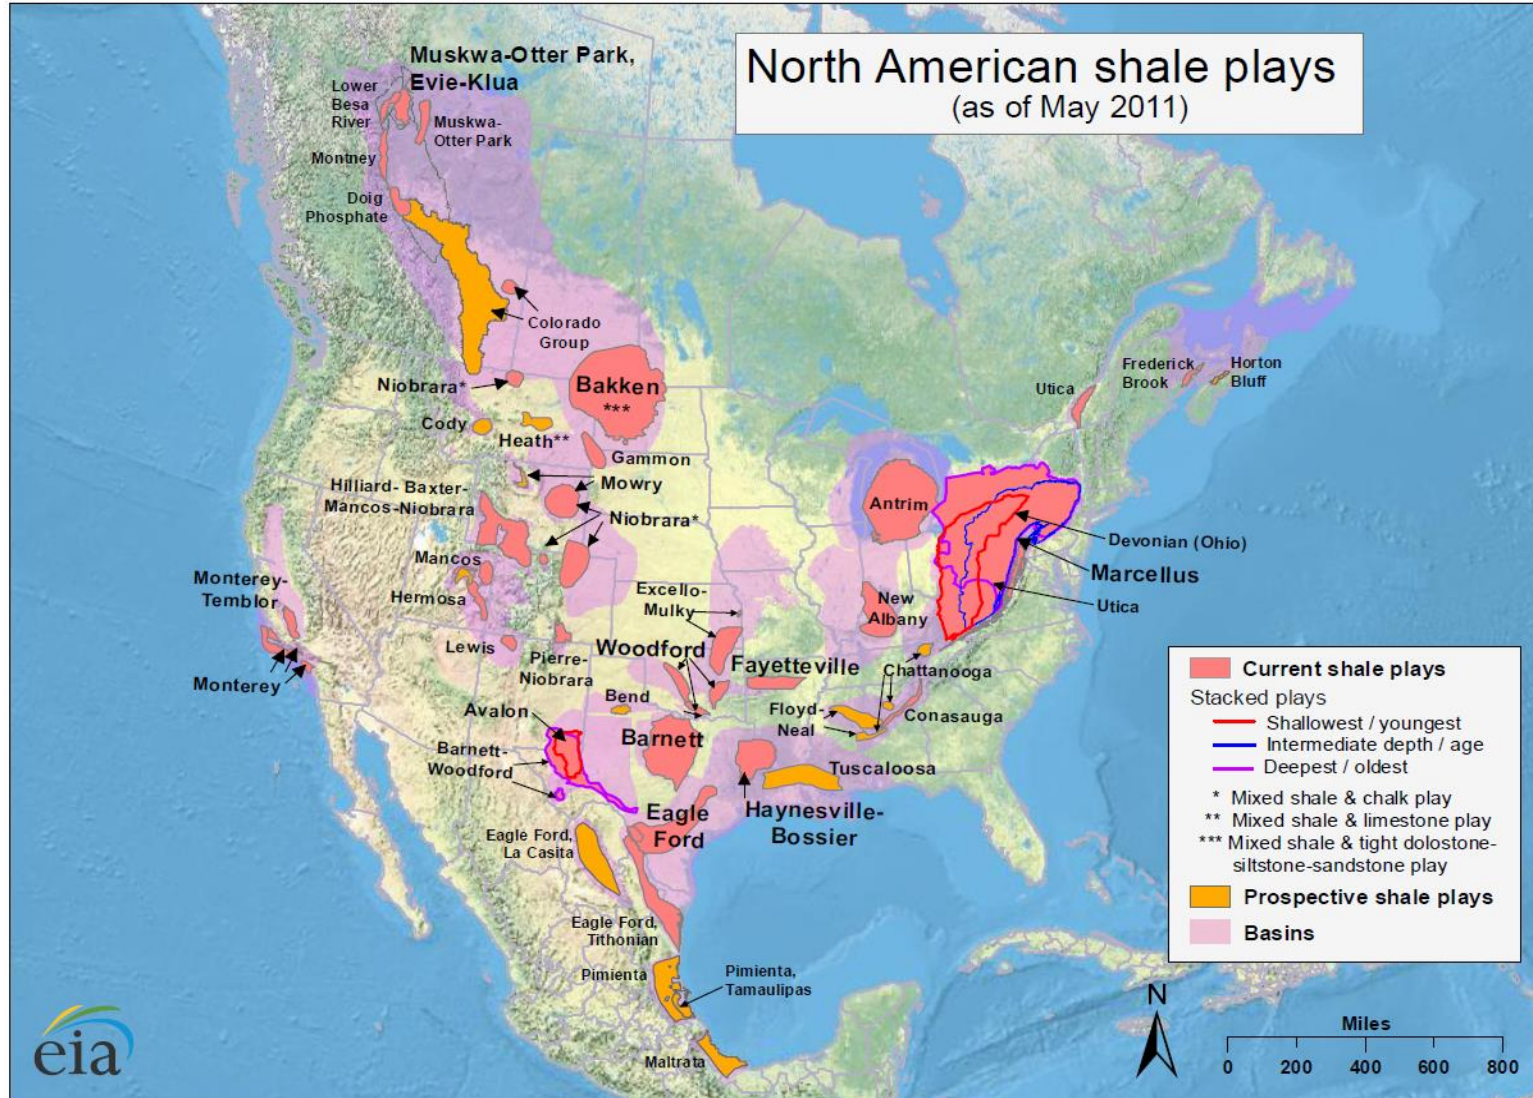 North American shale plays
(as of May 2011)
Muskwa-Otter Park,
Evie-Klua
Lower
Besa
River
Muskwa-
Otter Park
Montney
Doig
Phosphate
Colorado
Group
Niobrara*
Bakken
***
Cody
Heath**
Gammon
Mowry
Hilliard- Baxter-
Mancos-Niobrara
Niobrara*
Mancos
Hermosa
Monterey-
Temblor
Monterey
Lewis
Pierre-
Niobrara
Excello-
Mulky
Woodford
Fayetteville
Bend
Avalon
Barnett-
Woodford
Barnett
Eagle
Ford
Haynesville-
Bossier
Tuscaloosa
Floyd-
Neal
Chattanooga
Conasauga
New
Albany
Antrim
Devonian (Ohio)
Marcellus
Utica
Utica
Frederick
Brook
Horton
Bluff
Eagle Ford,
La Casita
Eagle Ford,
Tithonian
Pimienta
Pimienta,
Tamaulipas
Maltrata
Current shale plays
Stacked plays
Shallowest / youngest
Intermediate depth / age
Deepest / oldest
* Mixed shale & chalk play
** Mixed shale & limestone play
*** Mixed shale & tight dolostone-
siltstone-sandstone play
Prospective shale plays
Basins
N
Miles
0 200 400 600 800
eia